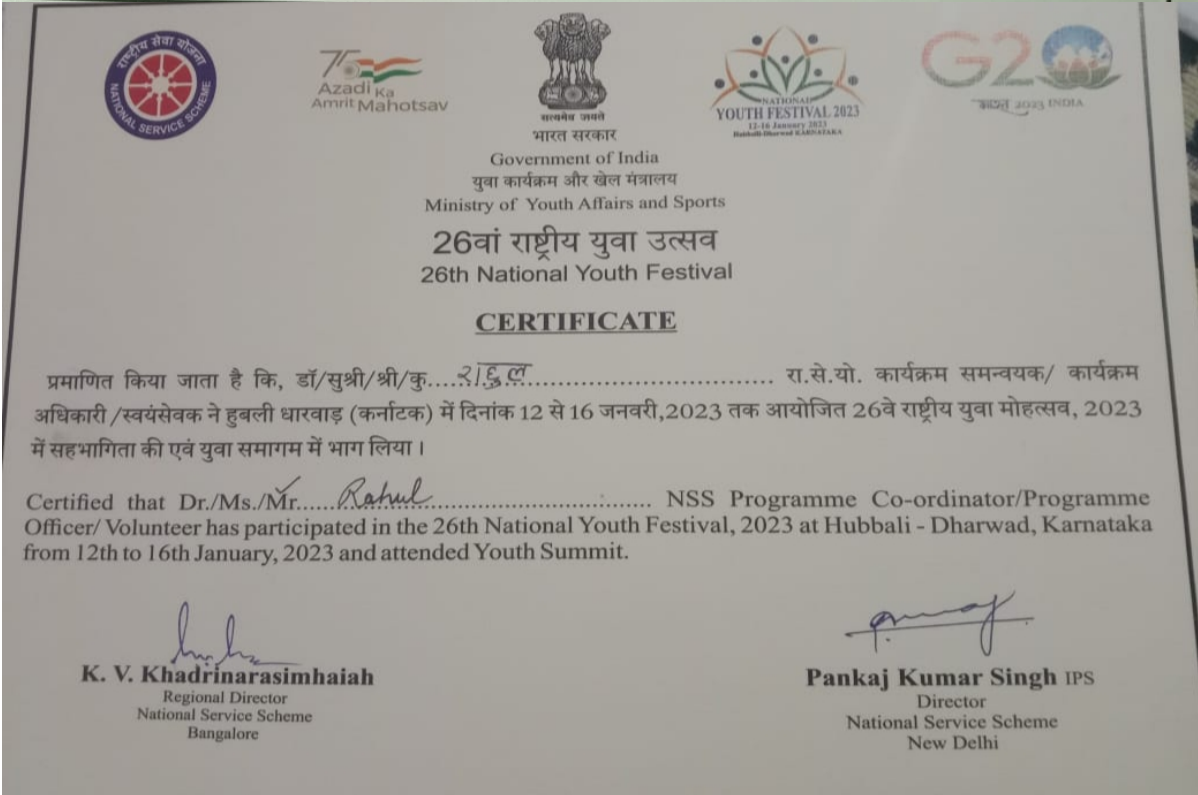 राष्ट्रीय सेवा योजना
NATIONAL SERVICE SCHEME
75
Azadi Ka
Amrit Mahotsav
सत्यमेव जयते
NATIONAL
YOUTH FESTIVAL 2023
12-16 January 2023
Hubballi-Dharwad KARNATAKA
G20
भारत 2023 INDIA
भारत सरकार
Government of India
युवा कार्यक्रम और खेल मंत्रालय
Ministry of Youth Affairs and Sports
26वां राष्ट्रीय युवा उत्सव
26th National Youth Festival
CERTIFICATE
प्रमाणित किया जाता है कि, डॉ/सुश्री/श्री/कु....राहुल................................... रा.से.यो. कार्यक्रम समन्वयक/ कार्यक्रम
अधिकारी /स्वयंसेवक ने हुबली धारवाड़ (कर्नाटक) में दिनांक 12 से 16 जनवरी,2023 तक आयोजित 26वे राष्ट्रीय युवा मोहत्सव, 2023
में सहभागिता की एवं युवा समागम में भाग लिया ।
Certified that Dr./Ms./Mr.....Rahul................................ NSS Programme Co-ordinator/Programme
Officer/ Volunteer has participated in the 26th National Youth Festival, 2023 at Hubbali - Dharwad, Karnataka
from 12th to 16th January, 2023 and attended Youth Summit.
K. V. Khadrinarasimhaiah
Regional Director
National Service Scheme
Bangalore
Pankaj Kumar Singh IPS
Director
National Service Scheme
New Delhi